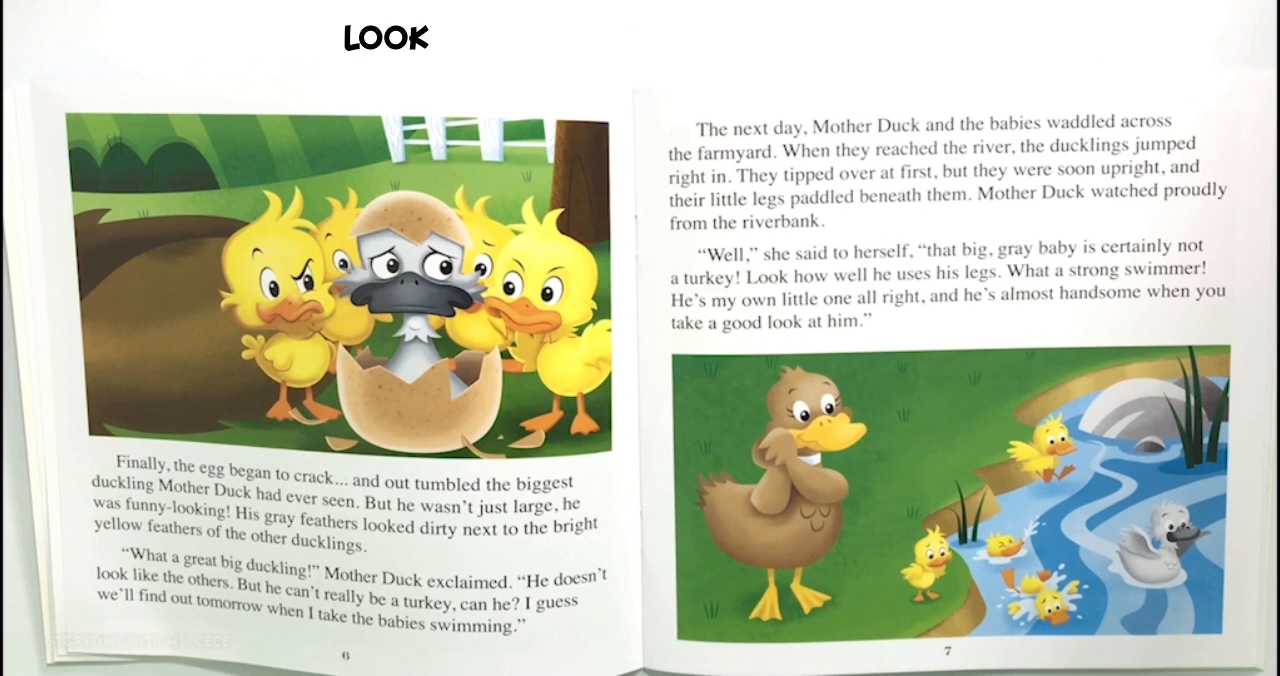 LOOK
Finally, the egg began to crack... and out tumbled the biggest
duckling Mother Duck had ever seen. But he wasn't just large, he
was funny-looking! His gray feathers looked dirty next to the bright
yellow feathers of the other ducklings.
“What a great big duckling!” Mother Duck exclaimed. “He doesn't
look like the others. But he can't really be a turkey, can he? I guess
we'll find out tomorrow when I take the babies swimming.”
6
The next day, Mother Duck and the babies waddled across
the farmyard. When they reached the river, the ducklings jumped
right in. They tipped over at first, but they were soon upright, and
their little legs paddled beneath them. Mother Duck watched proudly
from the riverbank.
“Well,” she said to herself, “that big, gray baby is certainly not
a turkey! Look how well he uses his legs. What a strong swimmer!
He's my own little one all right, and he's almost handsome when you
take a good look at him.”
7